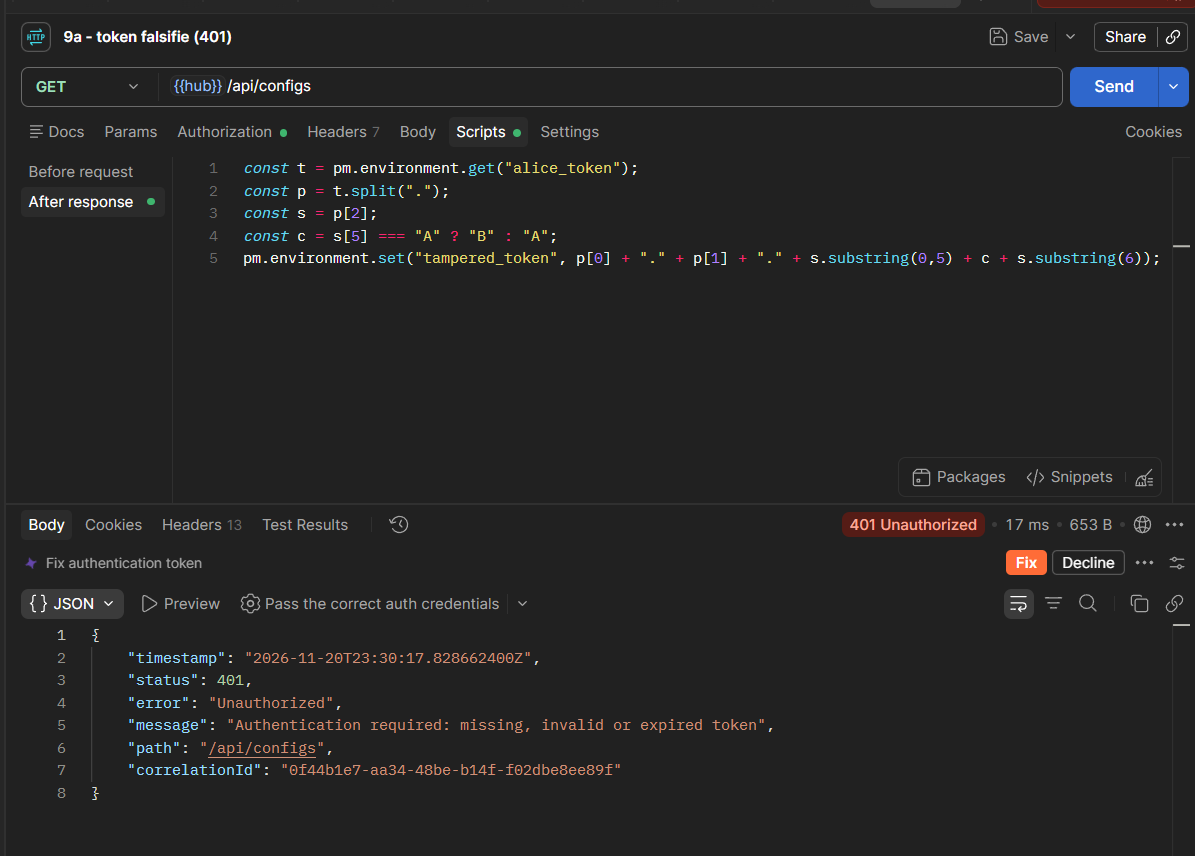 HTTP 9a - token falsifie (401) Save Share
GET {{hub}} /api/configs Send
Docs Params Authorization Headers 7 Body Scripts Settings Cookies
Before request
After response
1 const t = pm.environment.get("alice_token");
2 const p = t.split(".");
3 const s = p[2];
4 const c = s[5] === "A" ? "B" : "A";
5 pm.environment.set("tampered_token", p[0] + "." + p[1] + "." + s.substring(0,5) + c + s.substring(6));
Packages Snippets
Body Cookies Headers 13 Test Results 401 Unauthorized 17 ms 653 B
Fix authentication token Fix Decline
{} JSON Preview Pass the correct auth credentials
1 {
2 "timestamp": "2026-11-20T23:30:17.828662400Z",
3 "status": 401,
4 "error": "Unauthorized",
5 "message": "Authentication required: missing, invalid or expired token",
6 "path": "/api/configs",
7 "correlationId": "0f44b1e7-aa34-48be-b14f-f02dbe8ee89f"
8 }